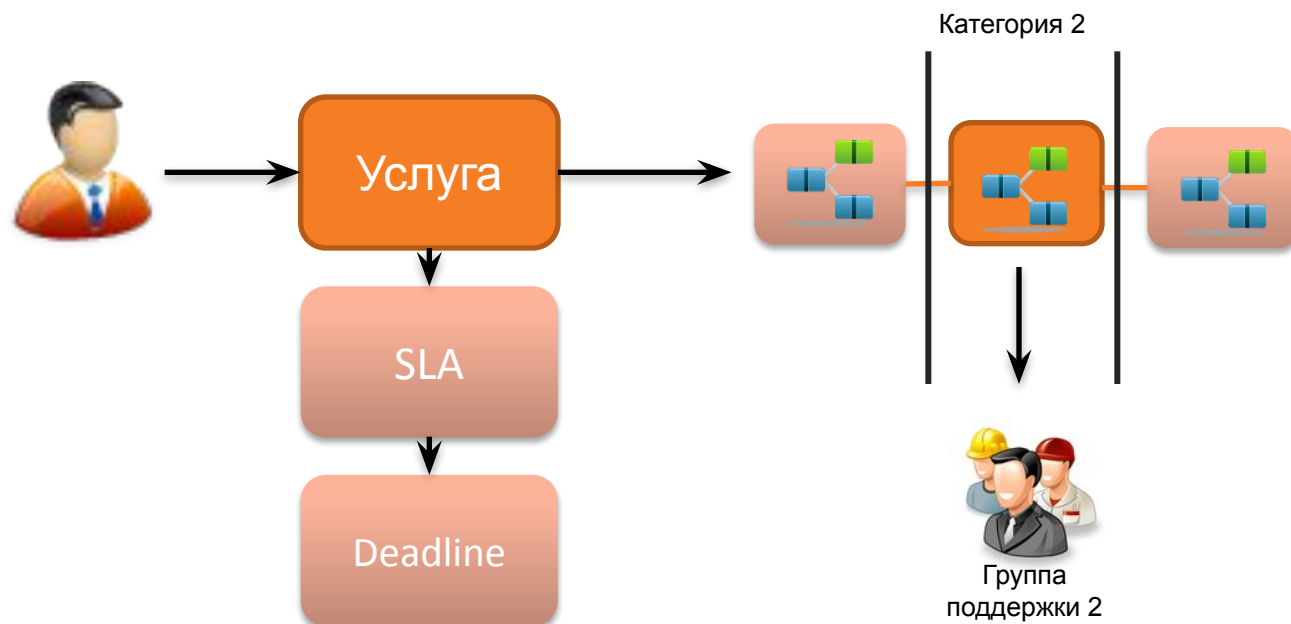 Категория 2
Услуга
SLA
Deadline
Группа
поддержки 2